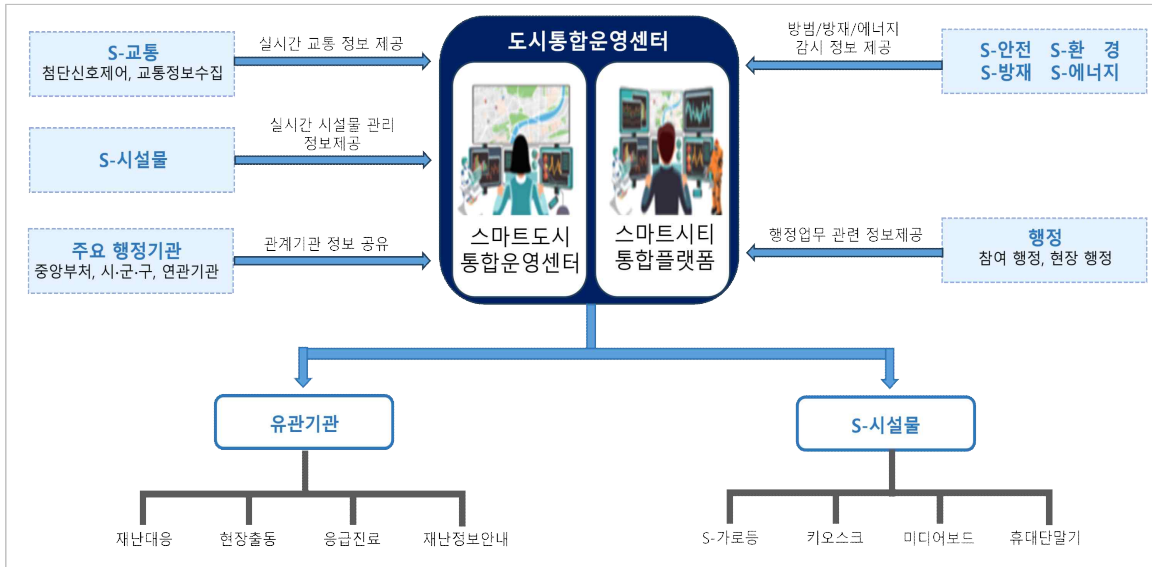 도시통합운영센터
S-교통
첨단신호제어, 교통정보수집
실시간 교통 정보 제공
S-시설물
실시간 시설물 관리
정보제공
주요 행정기관
중앙부처, 시·군·구, 연관기관
관계기관 정보 공유
스마트도시
통합운영센터
스마트시티
통합플랫폼
방범/방재/에너지
감시 정보 제공
S-안전 S-환 경
S-방재 S-에너지
행정업무 관련 정보제공
행정
참여 행정, 현장 행정
유관기관
재난대응 현장출동 응급진료 재난정보안내
S-시설물
S-가로등 키오스크 미디어보드 휴대단말기